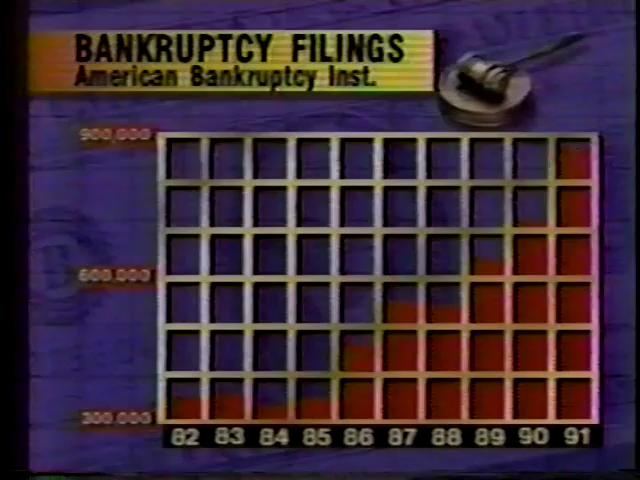 BANKRUPTCY FILINGS
American Bankruptcy Inst.
900,000
600,000
300,000
82 83 84 85 86 87 88 89 90 91